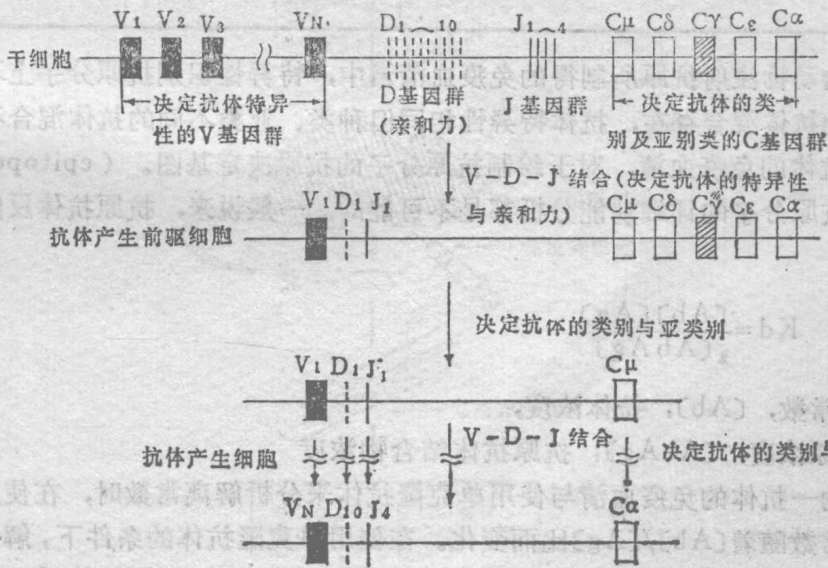 V1 V2 V3 VN D1～10 J1～4 Cμ Cδ Cγ Cε Cα
干细胞
决定抗体特异
性的V基因群
D基因群
(亲和力)
J基因群
决定抗体的类
别及亚别类的C基因群
V-D-J 结合(决定抗体的特异性
与亲和力)
V1 D1 J1 Cμ Cδ Cγ Cε Cα
抗体产生前驱细胞
决定抗体的类别与亚类别
V1 D1 J1 Cμ
抗体产生细胞
V-D-J 结合
决定抗体的类别与
VN D10 J4 Cα